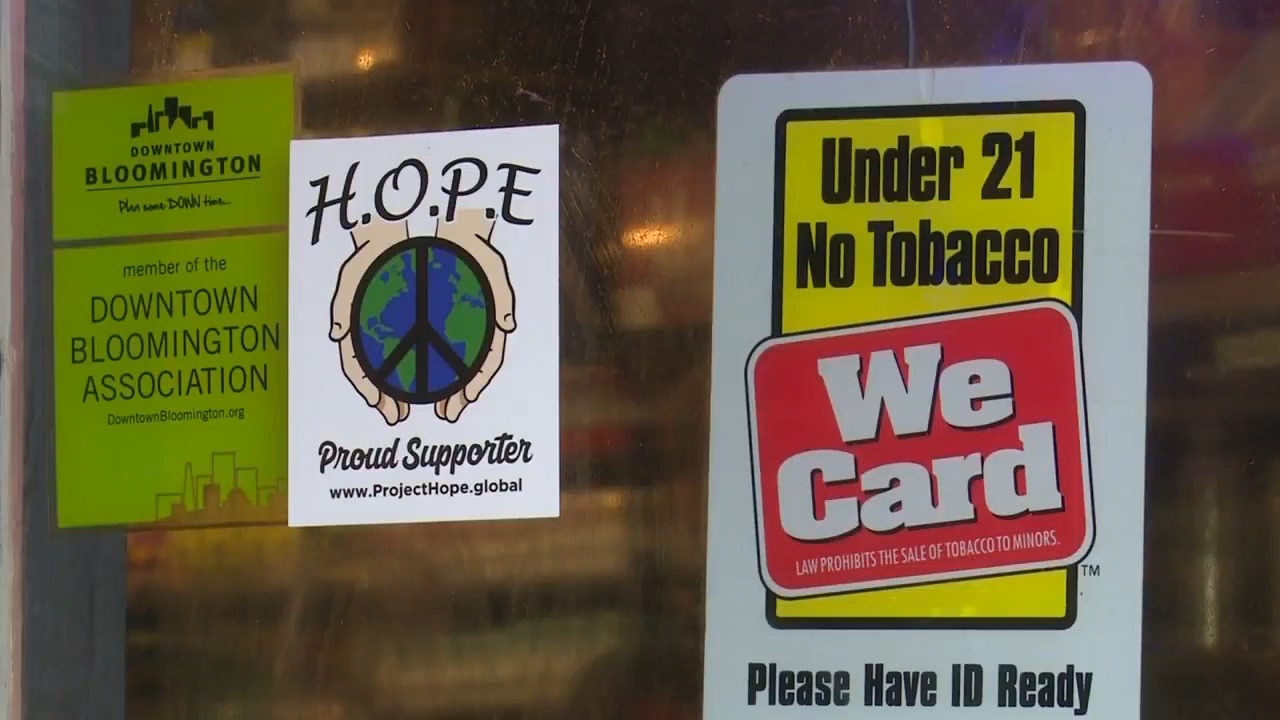 DOWNTOWN
BLOOMINGTON
Plan some DOWN time...
member of the
DOWNTOWN
BLOOMINGTON
ASSOCIATION
DowntownBloomington.org
H.O.P.E
Proud Supporter
www.ProjectHope.global
Under 21
No Tobacco
We
Card
LAW PROHIBITS THE SALE OF TOBACCO TO MINORS.
TM
Please Have ID Ready